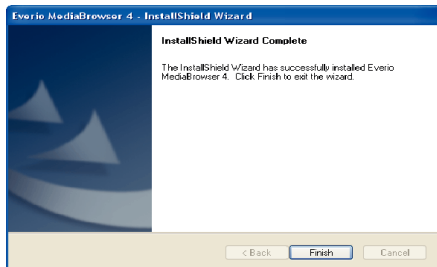 Everio MediaBrowser 4 - InstallShield Wizard
InstallShield Wizard Complete
The InstallShield Wizard has successfully installed Everio
MediaBrowser 4. Click Finish to exit the wizard.
< Back Finish Cancel